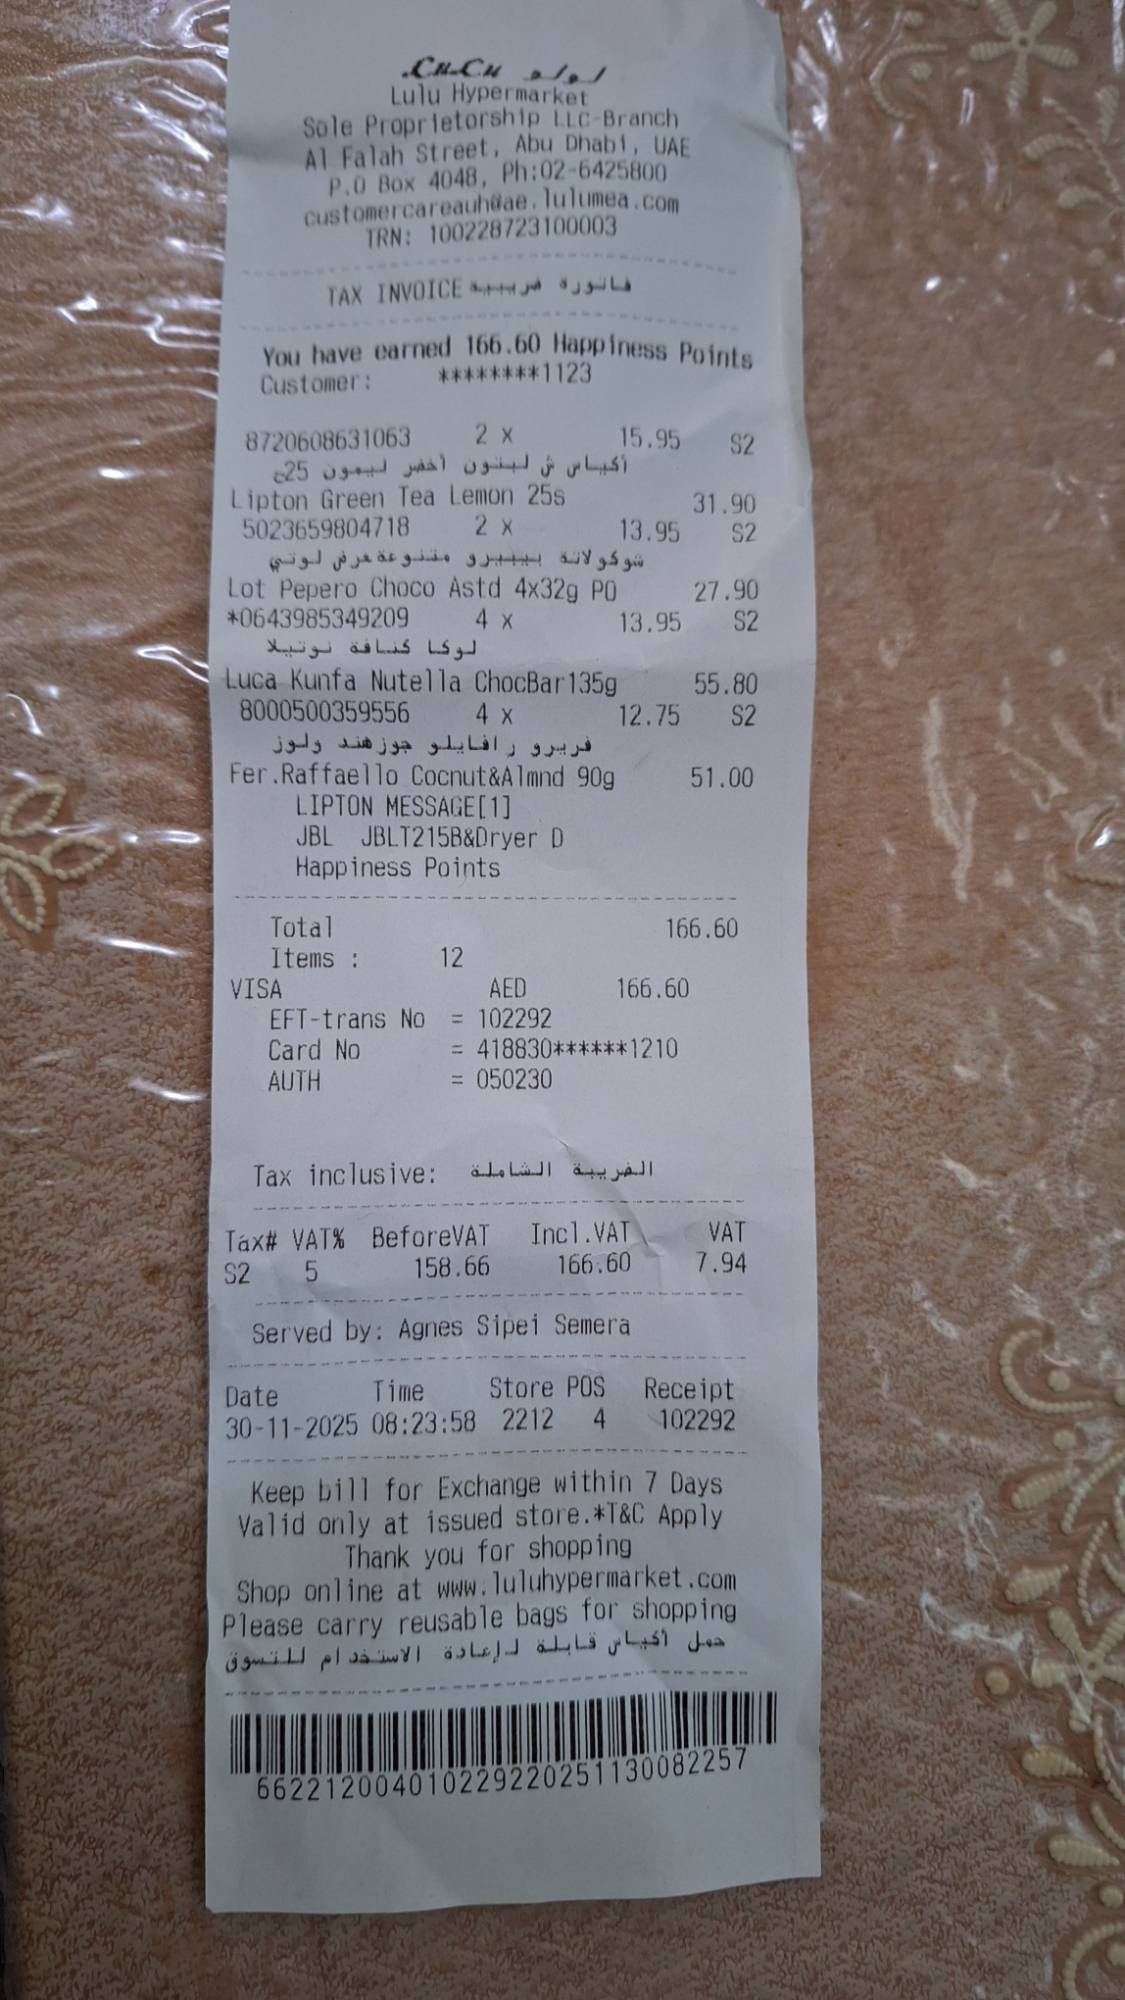 LuLu لولو
Lulu Hypermarket
Sole Proprietorship LLC-Branch
Al Falah Street, Abu Dhabi, UAE
P.O Box 4048, Ph:02-6425800
customercareauh@ae.lulumea.com
TRN: 100228723100003
TAX INVOICE فاتورة ضريبية
You have earned 166.60 Happiness Points
Customer: ********1123
8720608631063 2 x 15.95 S2
أكياس ش ليتون أخضر ليمون 25ج
Lipton Green Tea Lemon 25s 31.90
5023659804718 2 x 13.95 S2
شوكولاتة بيبيرو متنوعة عرض لوتي
Lot Pepero Choco Astd 4x32g PO 27.90
*0643985349209 4 x 13.95 S2
لوكا كنافة نوتيلا
Luca Kunfa Nutella ChocBar135g 55.80
8000500359556 4 x 12.75 S2
فريرو رافايلو جوز هند ولوز
Fer.Raffaello Cocnut&Almnd 90g 51.00
LIPTON MESSAGE[1]
JBL JBLT215B&Dryer D
Happiness Points
Total 166.60
Items : 12
VISA AED 166.60
EFT-trans No = 102292
Card No = 418830******1210
AUTH = 050230
Tax inclusive: الضريبة الشاملة
Tax# VAT% BeforeVAT Incl.VAT VAT
S2 5 158.66 166.60 7.94
Served by: Agnes Sipei Semera
Date Time Store POS Receipt
30-11-2025 08:23:58 2212 4 102292
Keep bill for Exchange within 7 Days
Valid only at issued store.*T&C Apply
Thank you for shopping
Shop online at www.luluhypermarket.com
Please carry reusable bags for shopping
حمل أكياس قابلة لإعادة الاستخدام للتسوق
662212004010229220251130082257